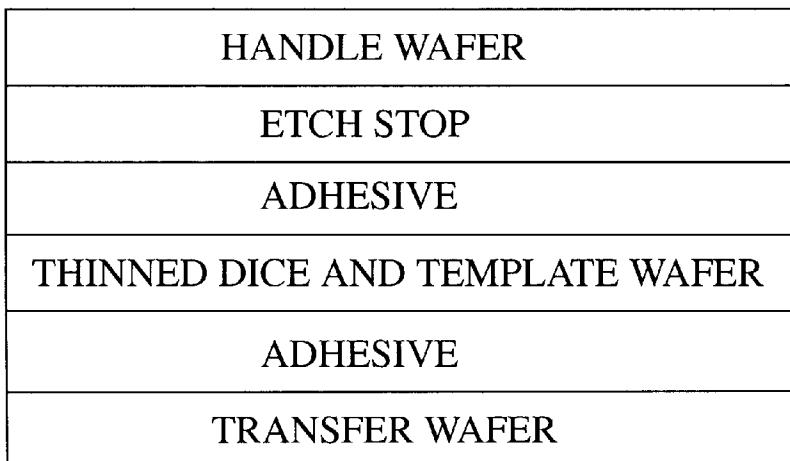 HANDLE WAFER
ETCH STOP
ADHESIVE
THINNED DICE AND TEMPLATE WAFER
ADHESIVE
TRANSFER WAFER